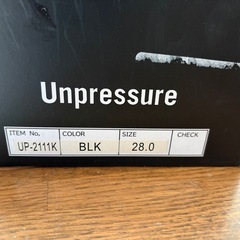 Unpressure
ITEM No. COLOR SIZE CHECK
UP-2111K BLK 28.0